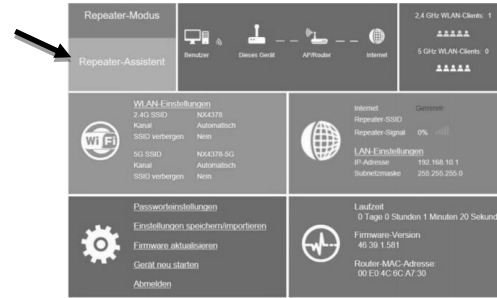 Repeater-Modus
Repeater-Assistent
Benutzer
Dieses Gerät
AP/Router
Internet
2,4 GHz WLAN-Clients: 1
5 GHz WLAN-Clients: 0
WiFi
WLAN-Einstellungen
2.4G SSID NX4378
Kanal Automatisch
SSID verbergen Nein
5G SSID NX4378-5G
Kanal Automatisch
SSID verbergen Nein
Internet Getrennt
Repeater-SSID
Repeater-Signal 0%
LAN-Einstellungen
IP-Adresse 192.168.10.1
Subnetzmaske 255.255.255.0
Passworteinstellungen
Einstellungen speichern/importieren
Firmware aktualisieren
Gerät neu starten
Abmelden
Laufzeit
0 Tage 0 Stunden 1 Minuten 20 Sekund
Firmware-Version
46.39.1.581
Router-MAC-Adresse:
00:E0:4C:6C:A7:30